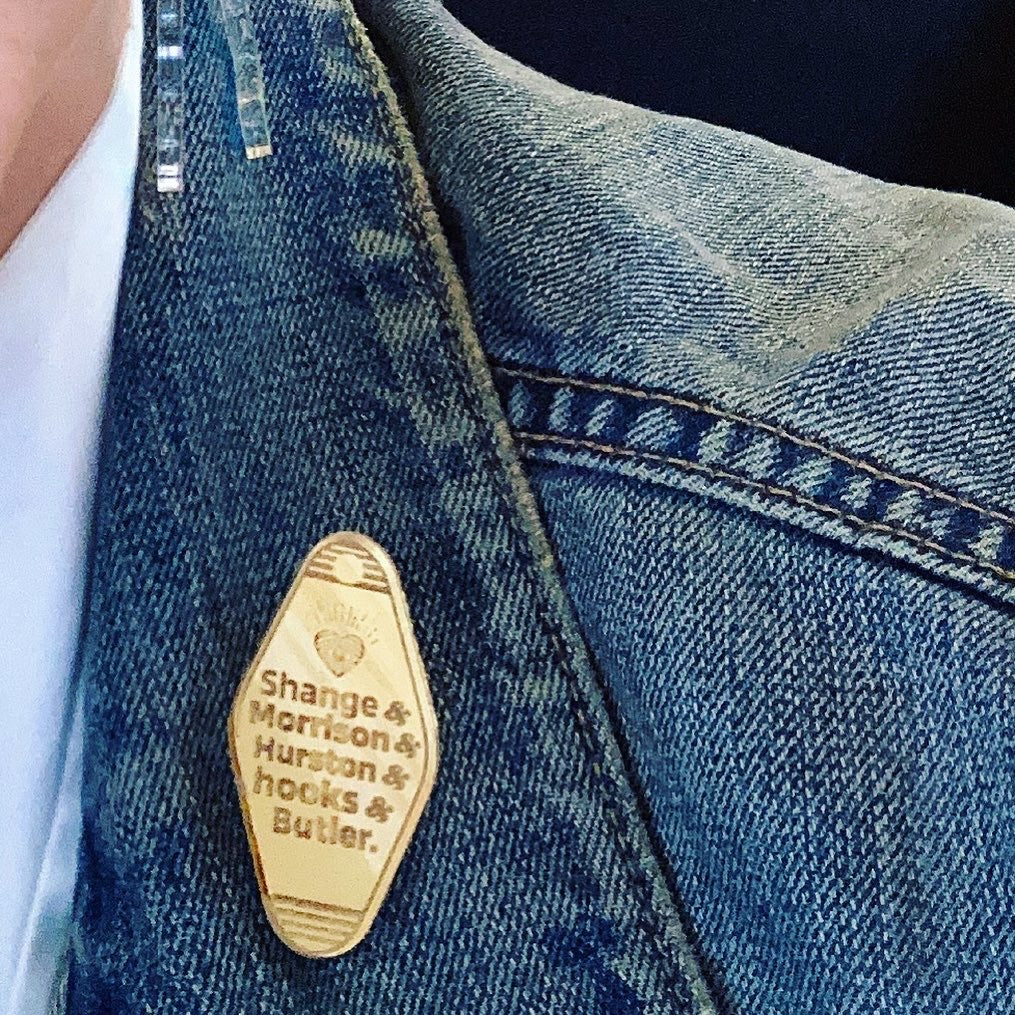 Shange &
Morrison &
Hurston &
hooks &
Butler.